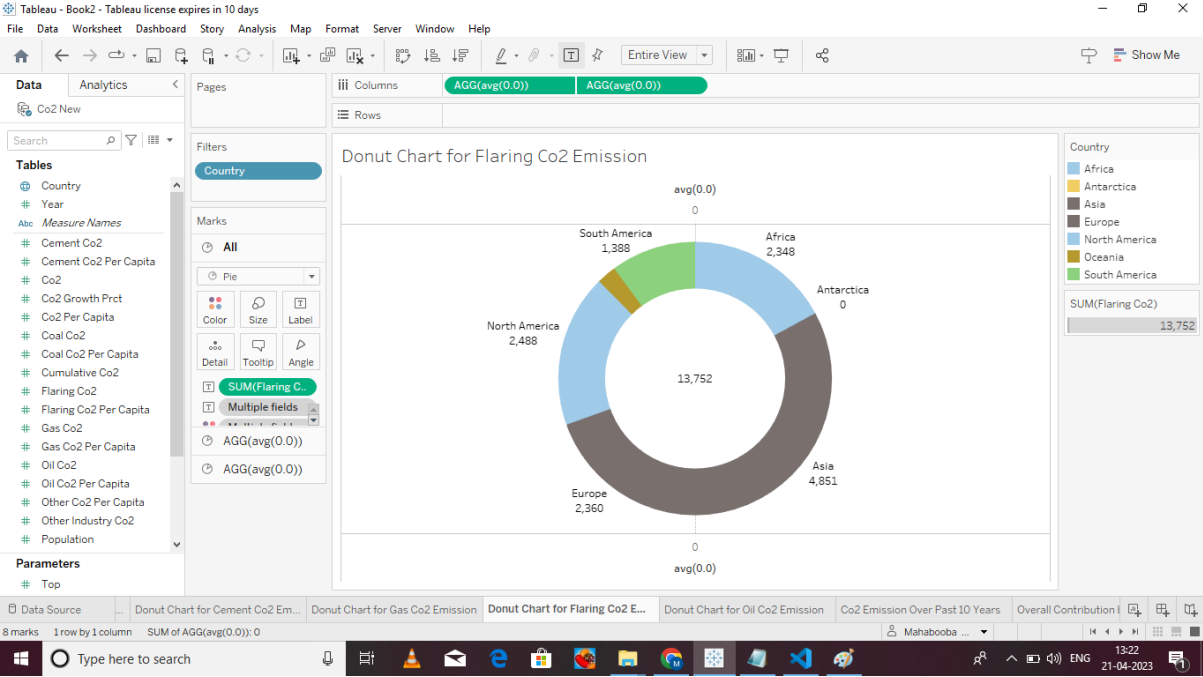 Tableau - Book2 - Tableau license expires in 10 days
File Data Worksheet Dashboard Story Analysis Map Format Server Window Help
Entire View
Show Me
Data Analytics
Co2 New
Search
Tables
Country
Year
Abc Measure Names
Cement Co2
Cement Co2 Per Capita
Co2
Co2 Growth Prct
Co2 Per Capita
Coal Co2
Coal Co2 Per Capita
Cumulative Co2
Flaring Co2
Flaring Co2 Per Capita
Gas Co2
Gas Co2 Per Capita
Oil Co2
Oil Co2 Per Capita
Other Co2 Per Capita
Other Industry Co2
Population
Parameters
Top
Pages
Filters
Country
Marks
All
Pie
Color Size Label
Detail Tooltip Angle
SUM(Flaring C..
Multiple fields
AGG(avg(0.0))
AGG(avg(0.0))
Columns AGG(avg(0.0)) AGG(avg(0.0))
Rows
Donut Chart for Flaring Co2 Emission
avg(0.0)
0
South America
1,388
Africa
2,348
Antarctica
0
North America
2,488
13,752
Asia
4,851
Europe
2,360
0
avg(0.0)
Country
Africa
Antarctica
Asia
Europe
North America
Oceania
South America
SUM(Flaring Co2)
13,752
Data Source ... Donut Chart for Cement Co2 Em... Donut Chart for Gas Co2 Emission Donut Chart for Flaring Co2 E... Donut Chart for Oil Co2 Emission Co2 Emission Over Past 10 Years Overall Contribution
8 marks 1 row by 1 column SUM of AGG(avg(0.0)): 0 Mahabooba ...
Type here to search
ENG
13:22
21-04-2023
1